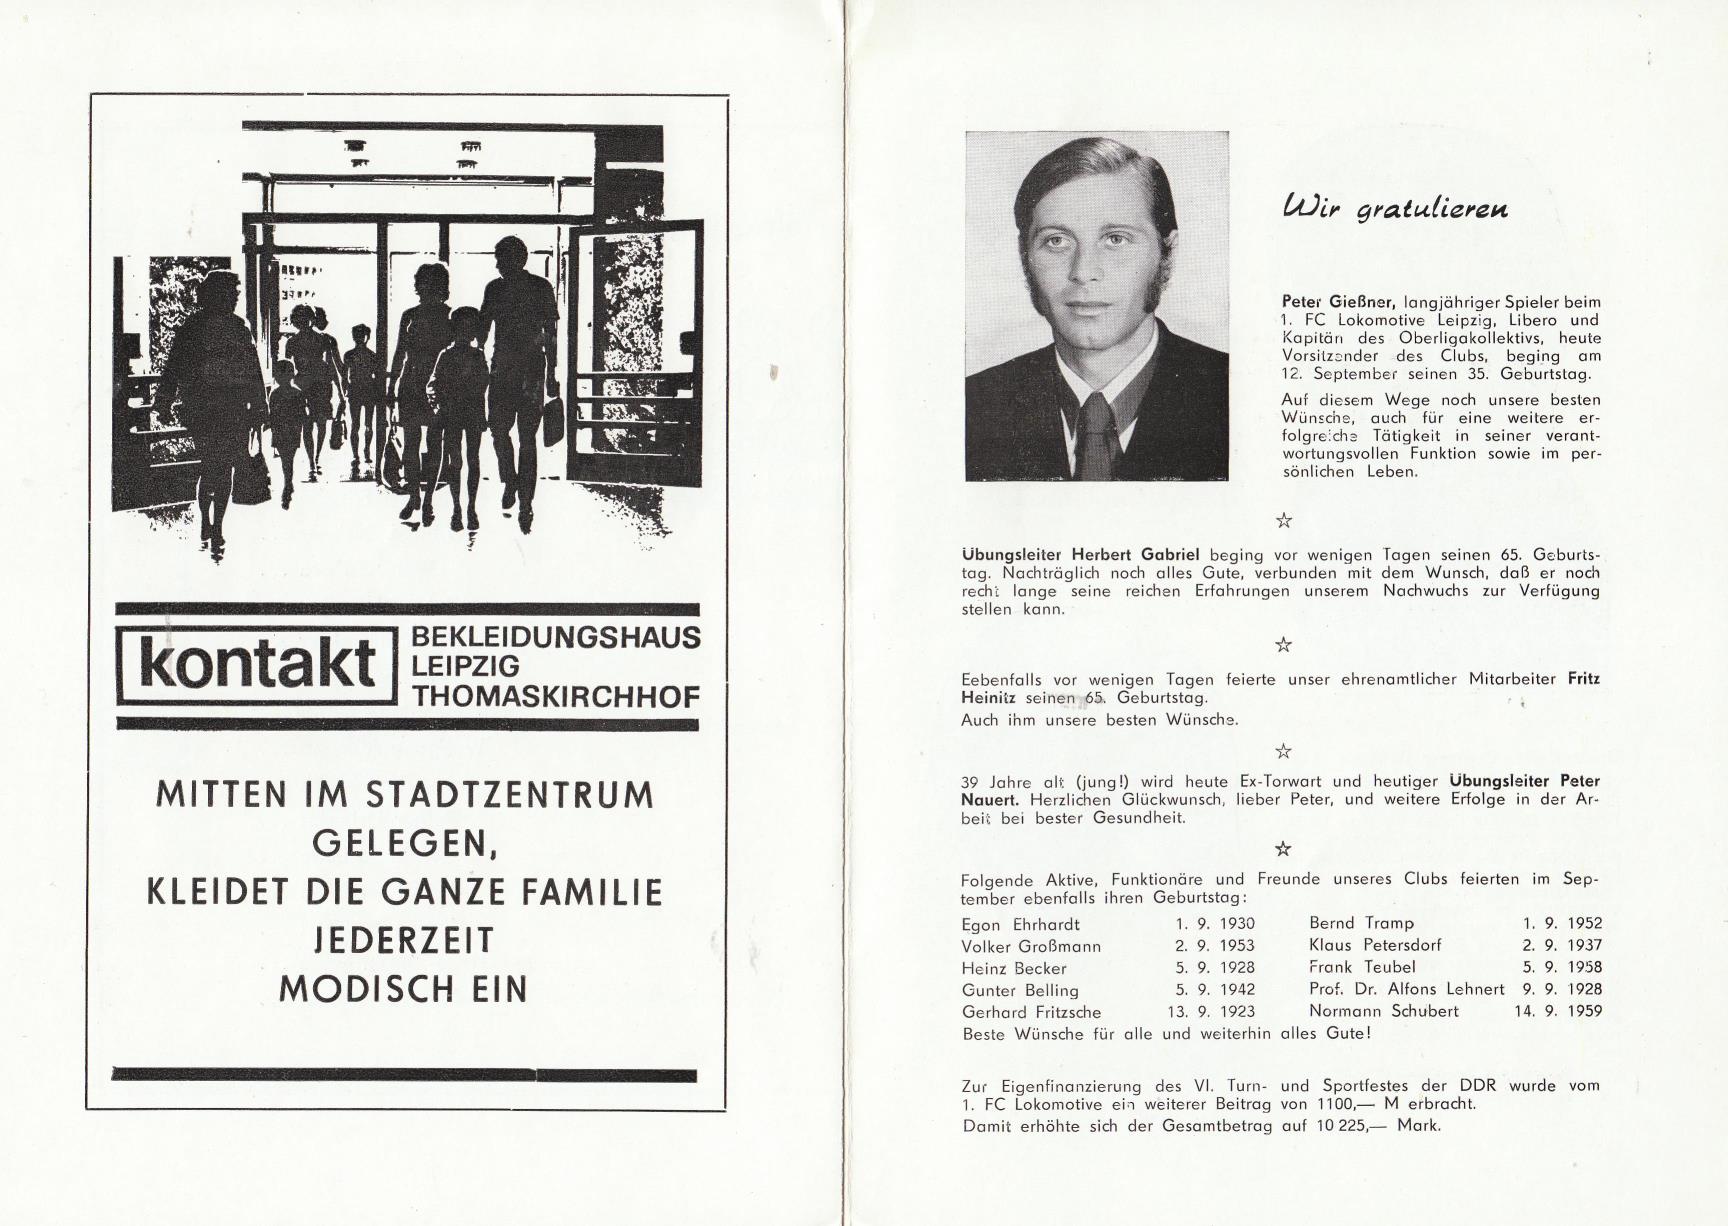 kontakt
BEKLEIDUNGSHAUS
LEIPZIG
THOMASKIRCHHOF
MITTEN IM STADTZENTRUM
GELEGEN,
KLEIDET DIE GANZE FAMILIE
JEDERZEIT
MODISCH EIN
Wir gratulieren
Peter Gießner, langjähriger Spieler beim
1. FC Lokomotive Leipzig, Libero und
Kapitän des Oberligakollektivs, heute
Vorsitzender des Clubs, beging am
12. September seinen 35. Geburtstag.
Auf diesem Wege noch unsere besten
Wünsche, auch für eine weitere er-
folgreiche Tätigkeit in seiner verant-
wortungsvollen Funktion sowie im per-
sönlichen Leben.
Übungsleiter Herbert Gabriel beging vor wenigen Tagen seinen 65. Geburts-
tag. Nachträglich noch alles Gute, verbunden mit dem Wunsch, daß er noch
recht lange seine reichen Erfahrungen unserem Nachwuchs zur Verfügung
stellen kann.
Eebenfalls vor wenigen Tagen feierte unser ehrenamtlicher Mitarbeiter Fritz
Heinitz seinen 65. Geburtstag.
Auch ihm unsere besten Wünsche.
39 Jahre alt (jung!) wird heute Ex-Torwart und heutiger Übungsleiter Peter
Nauert. Herzlichen Glückwunsch, lieber Peter, und weitere Erfolge in der Ar-
beit bei bester Gesundheit.
Folgende Aktive, Funktionäre und Freunde unseres Clubs feierten im Sep-
tember ebenfalls ihren Geburtstag:
Egon Ehrhardt 1. 9. 1930 Bernd Tramp 1. 9. 1952
Volker Großmann 2. 9. 1953 Klaus Petersdorf 2. 9. 1937
Heinz Becker 5. 9. 1928 Frank Teubel 5. 9. 1958
Gunter Belling 5. 9. 1942 Prof. Dr. Alfons Lehnert 9. 9. 1928
Gerhard Fritzsche 13. 9. 1923 Normann Schubert 14. 9. 1959
Beste Wünsche für alle und weiterhin alles Gute!
Zur Eigenfinanzierung des VI. Turn- und Sportfestes der DDR wurde vom
1. FC Lokomotive ein weiterer Beitrag von 1100,— M erbracht.
Damit erhöhte sich der Gesamtbetrag auf 10 225,— Mark.